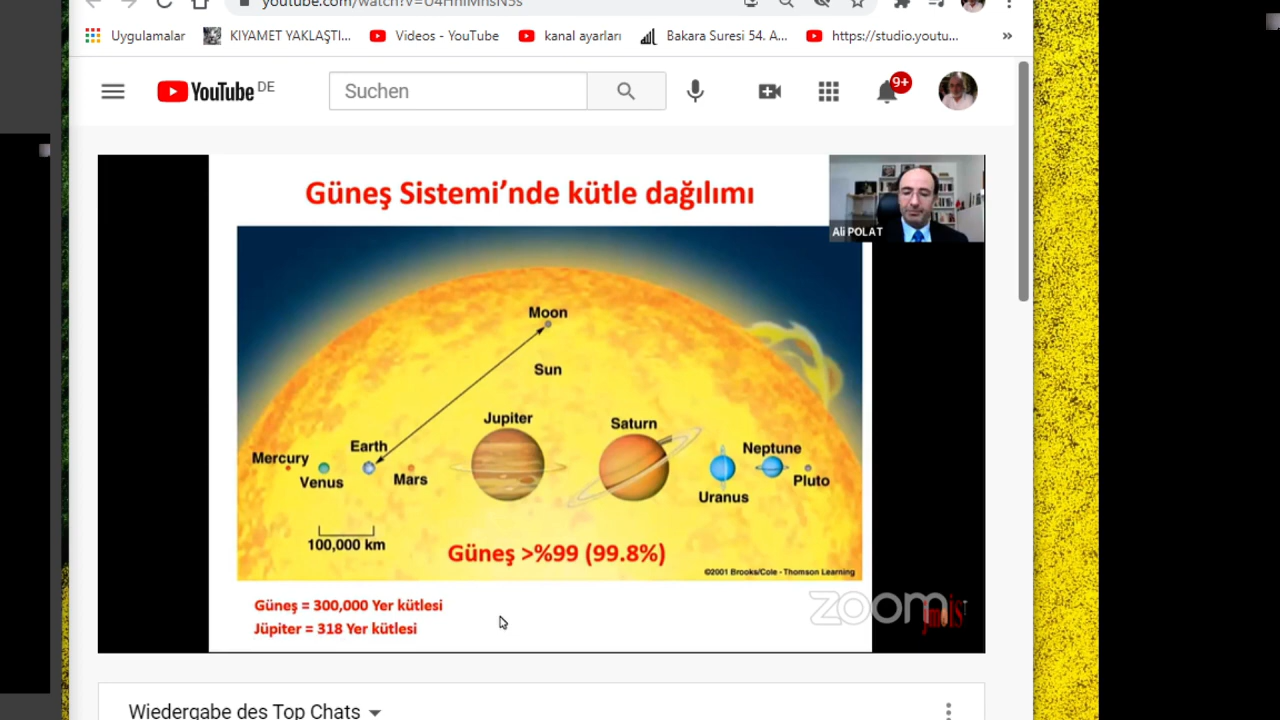 Uygulamalar
KIYAMET YAKLAŞTI...
Videos - YouTube
kanal ayarları
Bakara Suresi 54. A...
https://studio.youtu...
»
YouTube DE
Suchen
9+
Güneş Sistemi'nde kütle dağılımı
Ali POLAT
Moon
Sun
Jupiter
Saturn
Earth
Neptune
Mercury
Venus
Mars
Uranus
Pluto
100,000 km
Güneş >%99 (99.8%)
©2001 Brooks/Cole - Thomson Learning
Güneş = 300,000 Yer kütlesi
Jüpiter = 318 Yer kütlesi
zoom
Wiedergabe des Top Chats